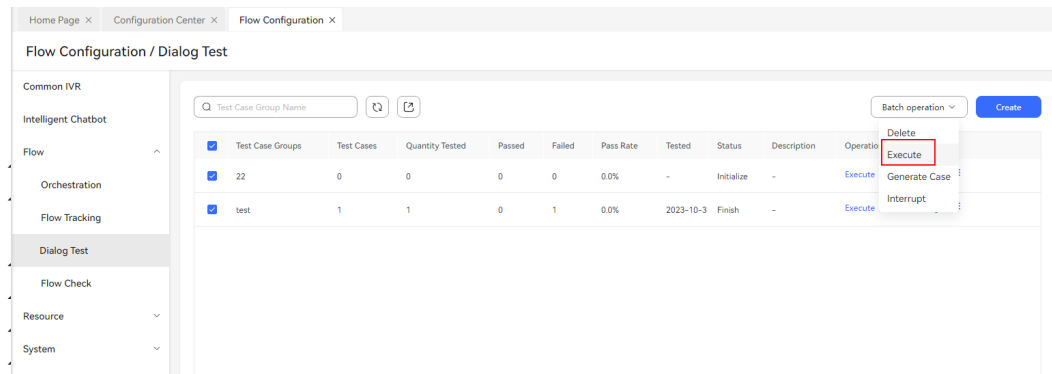 Home Page × Configuration Center × Flow Configuration ×
Flow Configuration / Dialog Test
Common IVR
Intelligent Chatbot
Flow
Orchestration
Flow Tracking
Dialog Test
Flow Check
Resource
System
Test Case Group Name
Batch operation
Create
Delete
Execute
Generate Case
Interrupt
Test Case Groups Test Cases Quantity Tested Passed Failed Pass Rate Tested Status Description Operatio
22 0 0 0 0 0.0% - Initialize - Execute
test 1 1 0 1 0.0% 2023-10-3 Finish - Execute